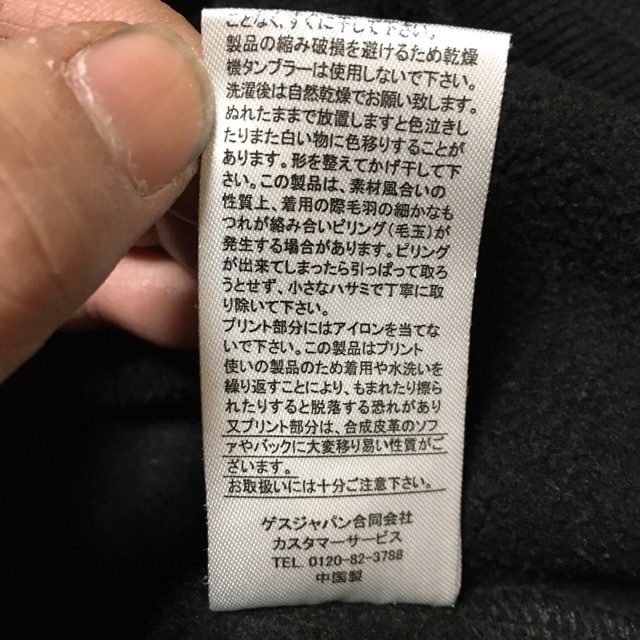 ことなく、すぐに干して下さい。
製品の縮み破損を避けるため乾燥
機タンブラーは使用しないで下さい。
洗濯後は自然乾燥でお願い致します。
ぬれたままで放置しますと色泣きし
たりまた白い物に色移りすることが
あります。形を整えてかげ干して下
さい。この製品は、素材風合いの
性質上、着用の際毛羽の細かなも
つれが絡み合いピリング(毛玉)が
発生する場合があります。ピリング
が出来てしまったら引っぱって取ろ
うとせず、小さなハサミで丁寧に取
り除いて下さい。
プリント部分にはアイロンを当てな
いで下さい。この製品はプリント
使いの製品のため着用や水洗いを
繰り返すことにより、もまれたり擦ら
れたりすると脱落する恐れがあり
又プリント部分は、合成皮革のソフ
ァやバックに大変移り易い性質がご
ざいます。
お取扱いには十分ご注意下さい。
ゲスジャパン合同会社
カスタマーサービス
TEL. 0120-82-3788
中国製